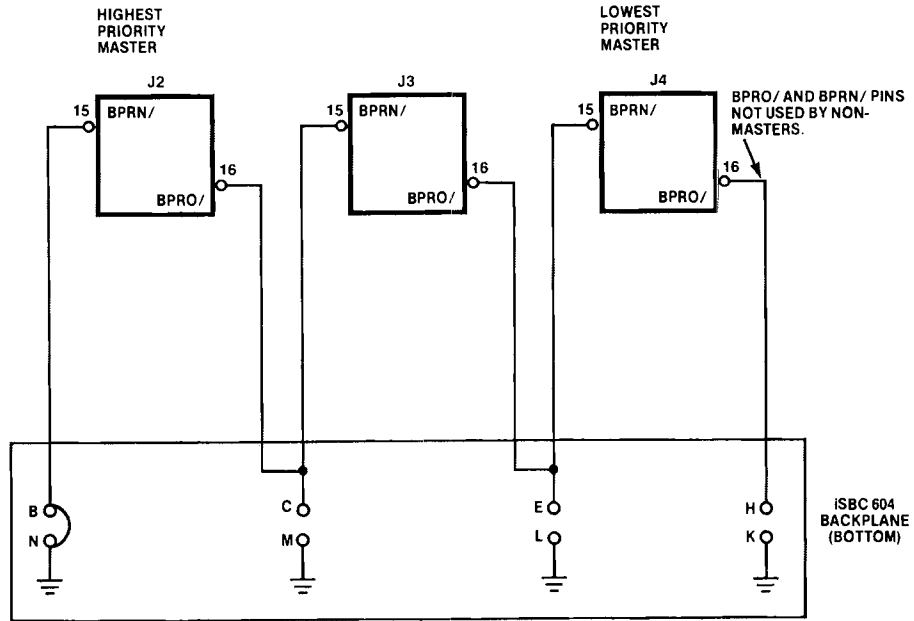 HIGHEST
PRIORITY
MASTER
LOWEST
PRIORITY
MASTER
J2
J3
J4
BPRO/ AND BPRN/ PINS
NOT USED BY NON-
MASTERS.
15
BPRN/
16
BPRO/
15
BPRN/
16
BPRO/
15
BPRN/
16
BPRO/
B
N
C
M
E
L
H
K
iSBC 604
BACKPLANE
(BOTTOM)